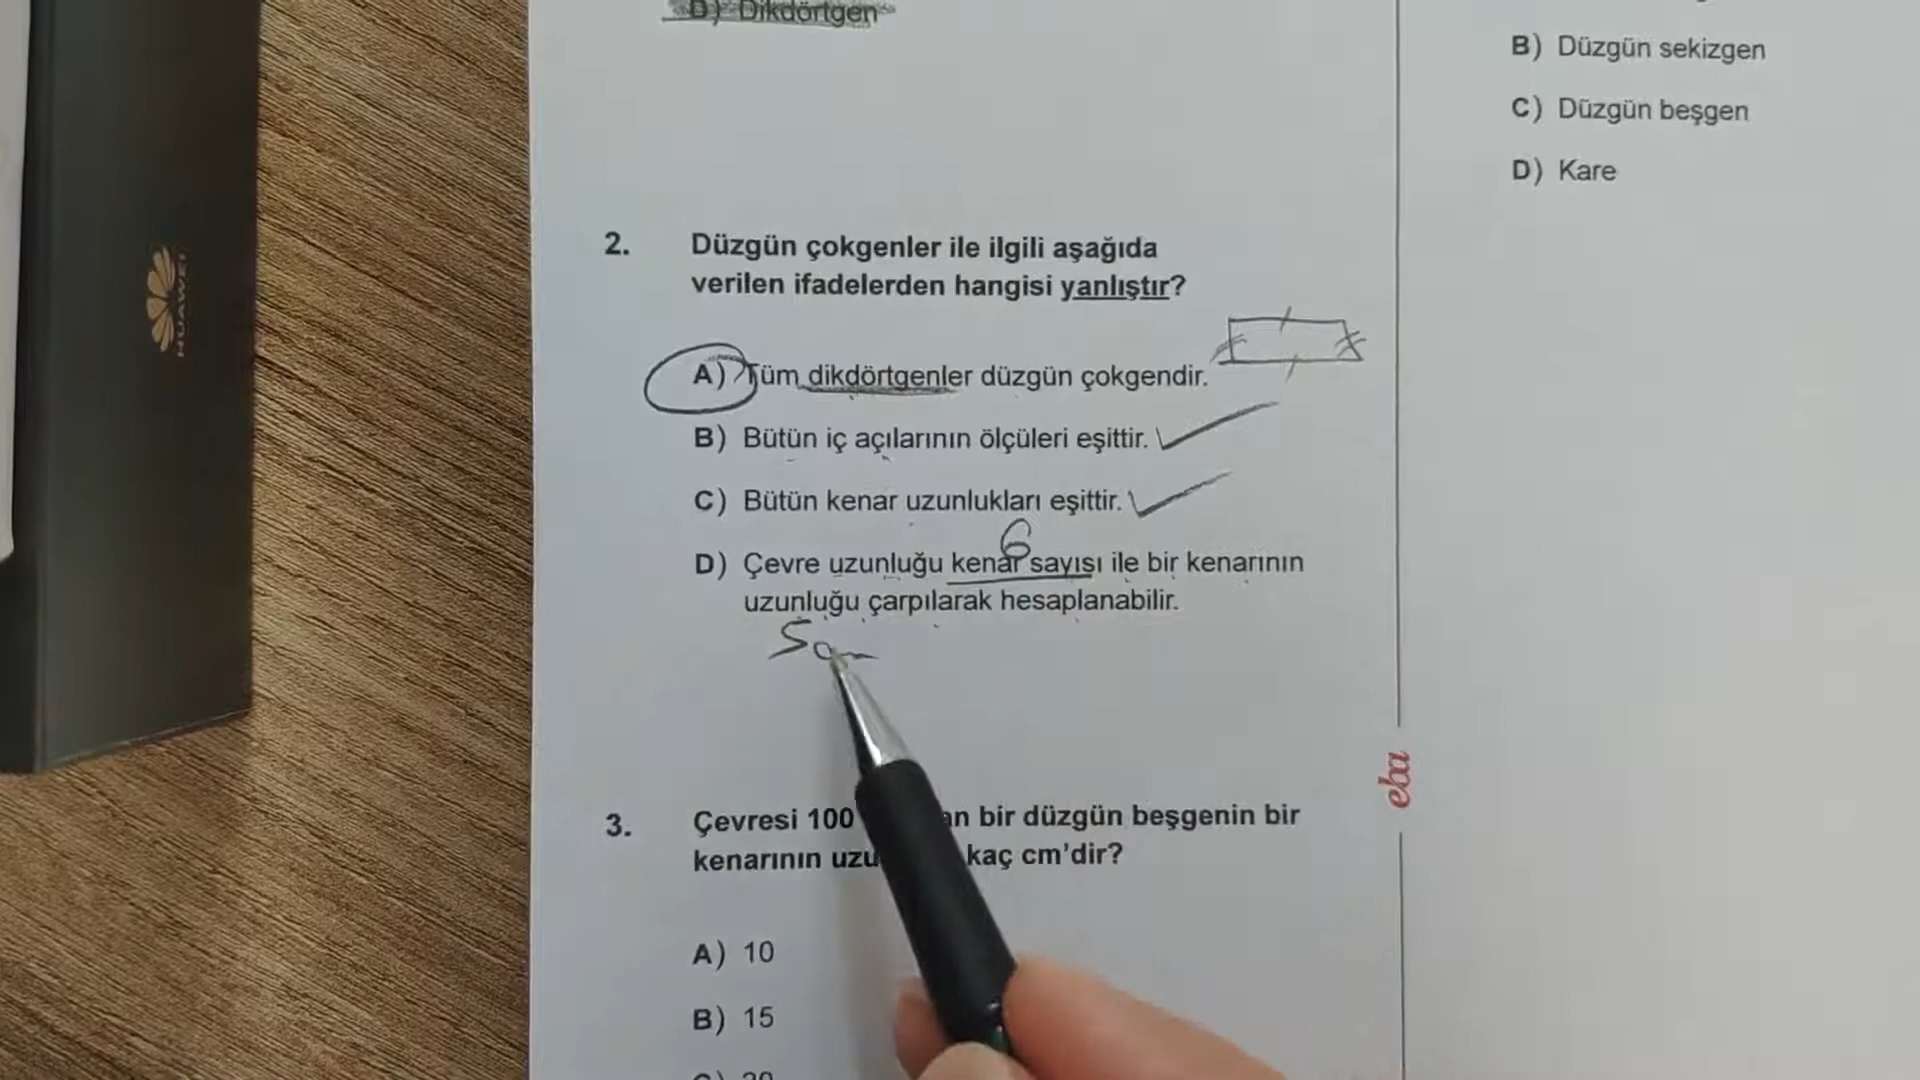 D) Dikdörtgen
2. Düzgün çokgenler ile ilgili aşağıda
verilen ifadelerden hangisi yanlıştır?
A) Tüm dikdörtgenler düzgün çokgendir.
B) Bütün iç açılarının ölçüleri eşittir.
C) Bütün kenar uzunlukları eşittir.
6
D) Çevre uzunluğu kenar sayısı ile bir kenarının
uzunluğu çarpılarak hesaplanabilir.
5 cm
3. Çevresi 100 bir düzgün beşgenin bir
kenarının kaç cm'dir?
A) 10
B) 15
B) Düzgün sekizgen
C) Düzgün beşgen
D) Kare
eba
HUAWEI